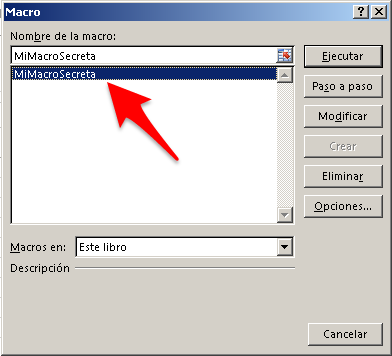 Macro
Nombre de la macro:
MiMacroSecreta
MiMacroSecreta
Ejecutar
Paso a paso
Modificar
Crear
Eliminar
Opciones...
Macros en:
Este libro
Descripción
Cancelar